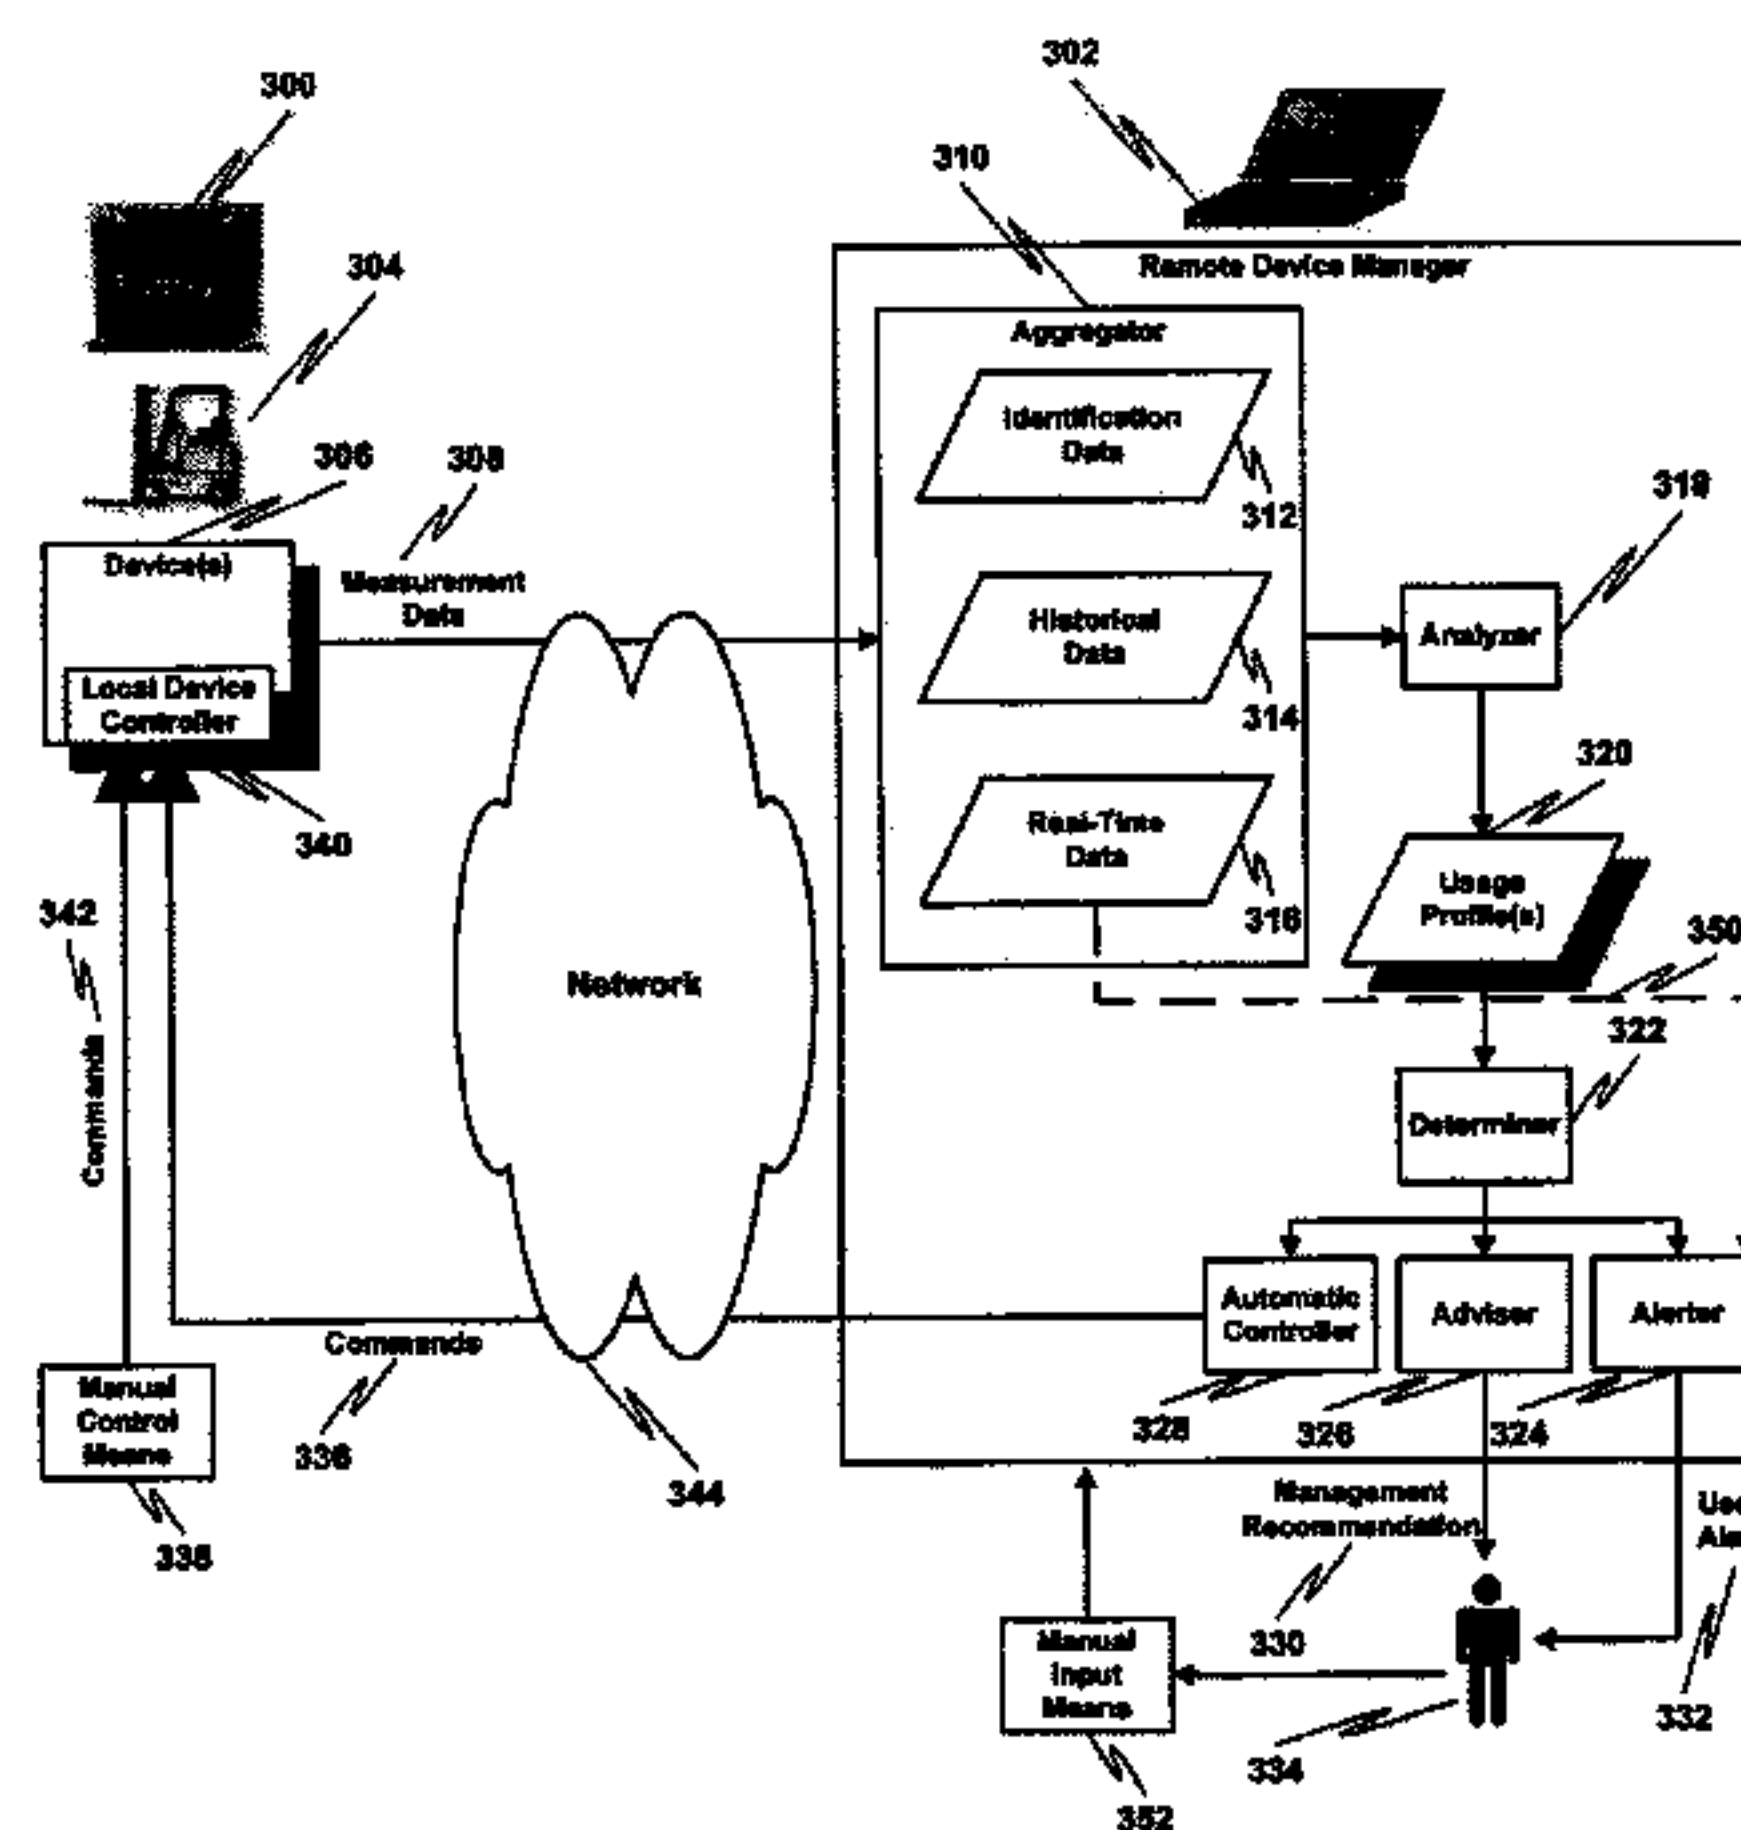 300
302
310
304
Remote Device Manager
Aggregator
Identification
Data
306
308
312
319
Device(s)
Measurement
Data
Historical
Data
Analyzer
Local Device
Controller
314
320
340
Real-Time
Data
Usage
Profile(s)
342
316
350
Network
322
Commands
Determiner
Automatic
Controller
Adviser
Alerter
Commands
Manual
Control
Means
328
326
324
336
344
Management
Recommendation
338
330
Manual
Input
Means
332
334
352